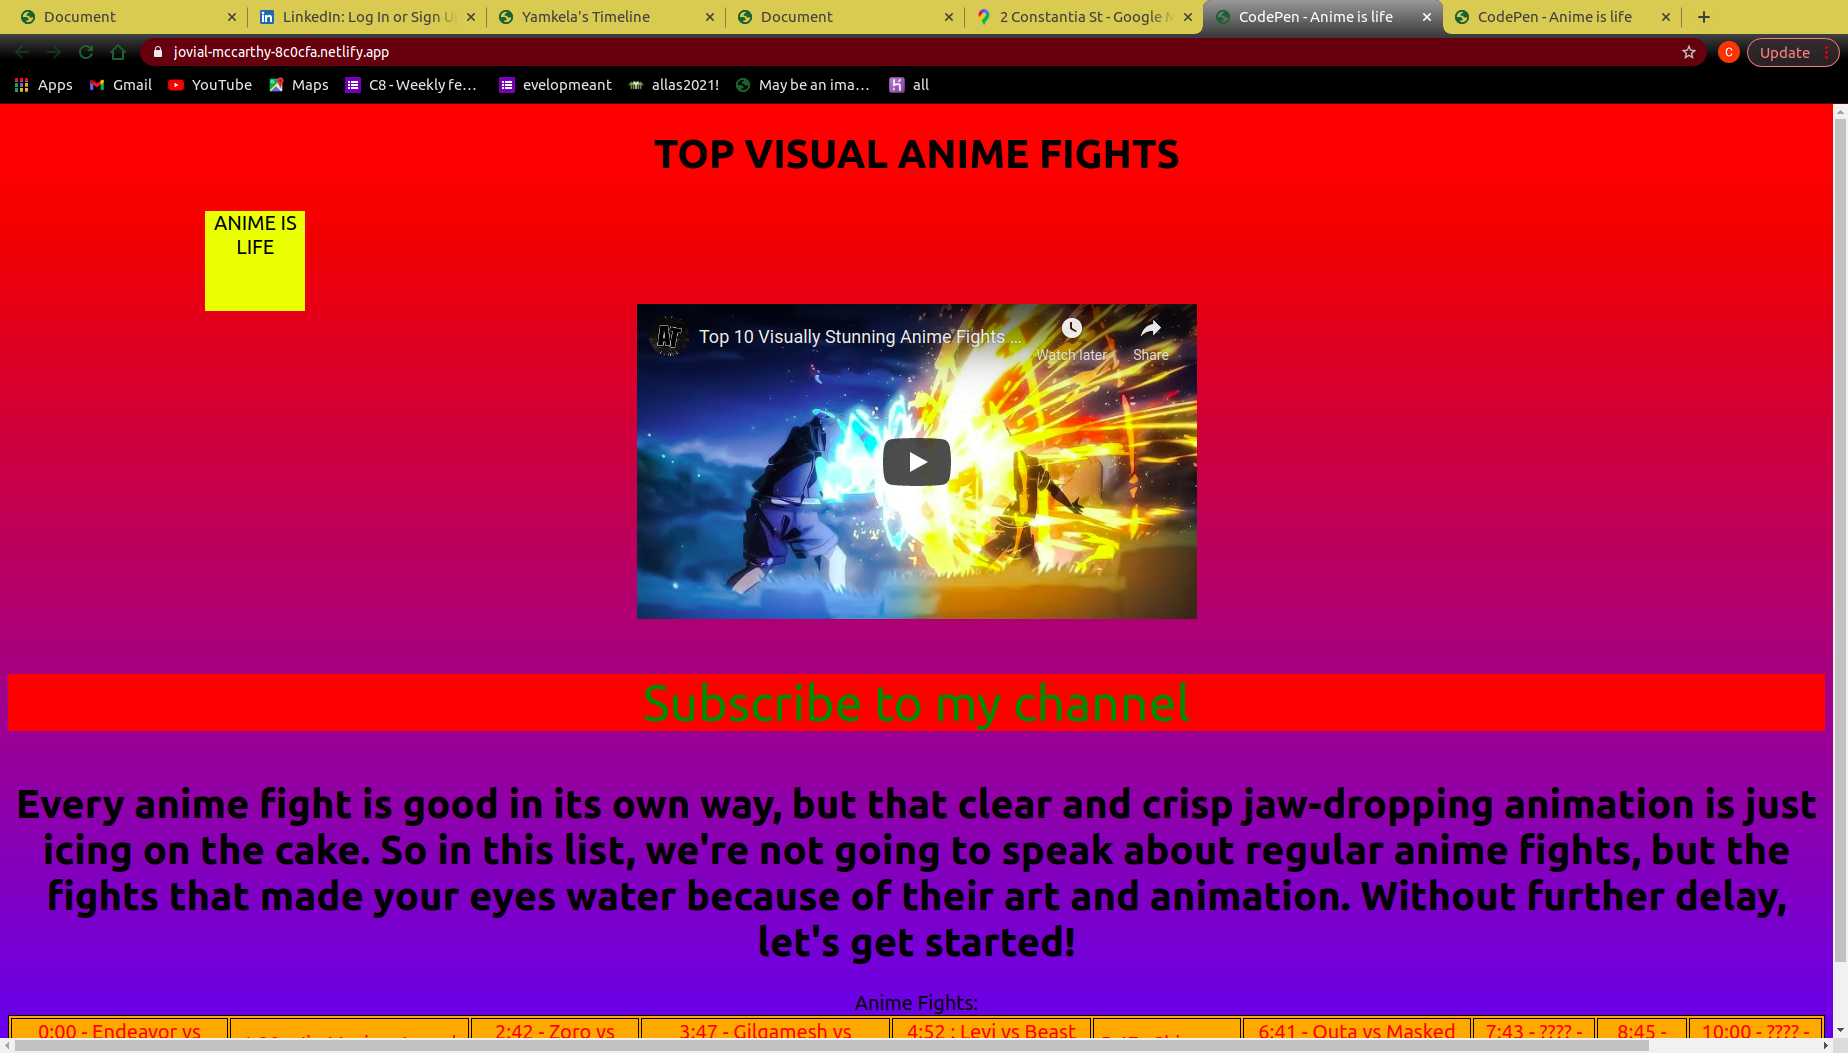 Document
LinkedIn: Log In or Sign U
Yamkela's Timeline
Document
2 Constantia St - Google M
CodePen - Anime is life
CodePen - Anime is life
jovial-mccarthy-8c0cfa.netlify.app
C
Update
Apps
Gmail
YouTube
Maps
C8 - Weekly fe...
evelopmeant
allas2021!
May be an ima...
all
TOP VISUAL ANIME FIGHTS
ANIME IS
LIFE
AT
Top 10 Visually Stunning Anime Fights ...
Watch later
Share
Subscribe to my channel
Every anime fight is good in its own way, but that clear and crisp jaw-dropping animation is just
icing on the cake. So in this list, we're not going to speak about regular anime fights, but the
fights that made your eyes water because of their art and animation. Without further delay,
let's get started!
Anime Fights:
0:00 - Endeavor vs
2:42 - Zoro vs
3:47 - Gilgamesh vs
4:52 : Levi vs Beast
6:41 - Outa vs Masked
7:43 - ???? -
8:45 -
10:00 - ???? -